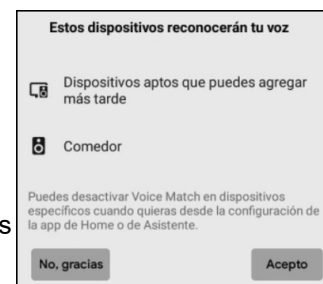 Estos dispositivos reconocerán tu voz
Dispositivos aptos que puedes agregar
más tarde
Comedor
Puedes desactivar Voice Match en dispositivos
específicos cuando quieras desde la configuración de
la app de Home o de Asistente.
s
No, gracias
Acepto